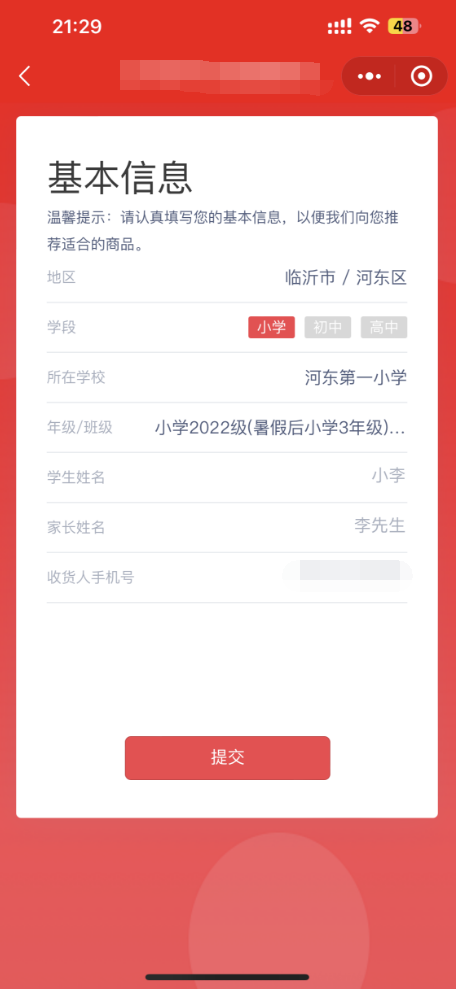 21:29
48
基本信息
温馨提示：请认真填写您的基本信息，以便我们向您推
荐适合的商品。
地区 临沂市 / 河东区
学段 小学 初中 高中
所在学校 河东第一小学
年级/班级 小学2022级(暑假后小学3年级)...
学生姓名 小李
家长姓名 李先生
收货人手机号
提交